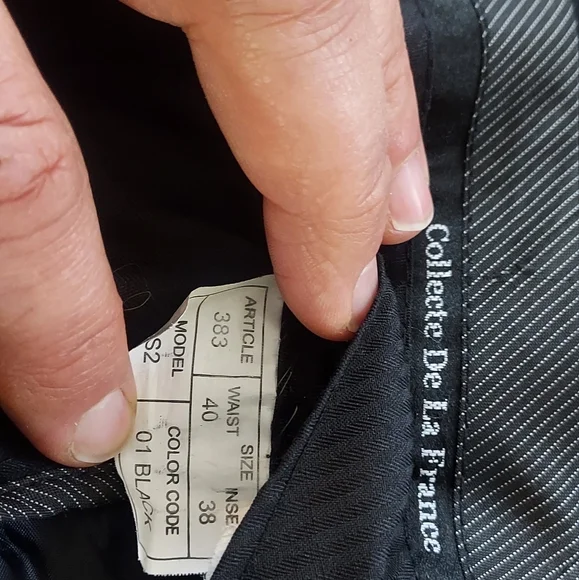 ARTICLE WAIST SIZE INSE
383 40 38
MODEL COLOR CODE
S2 01 BLACK
Collecte De La France